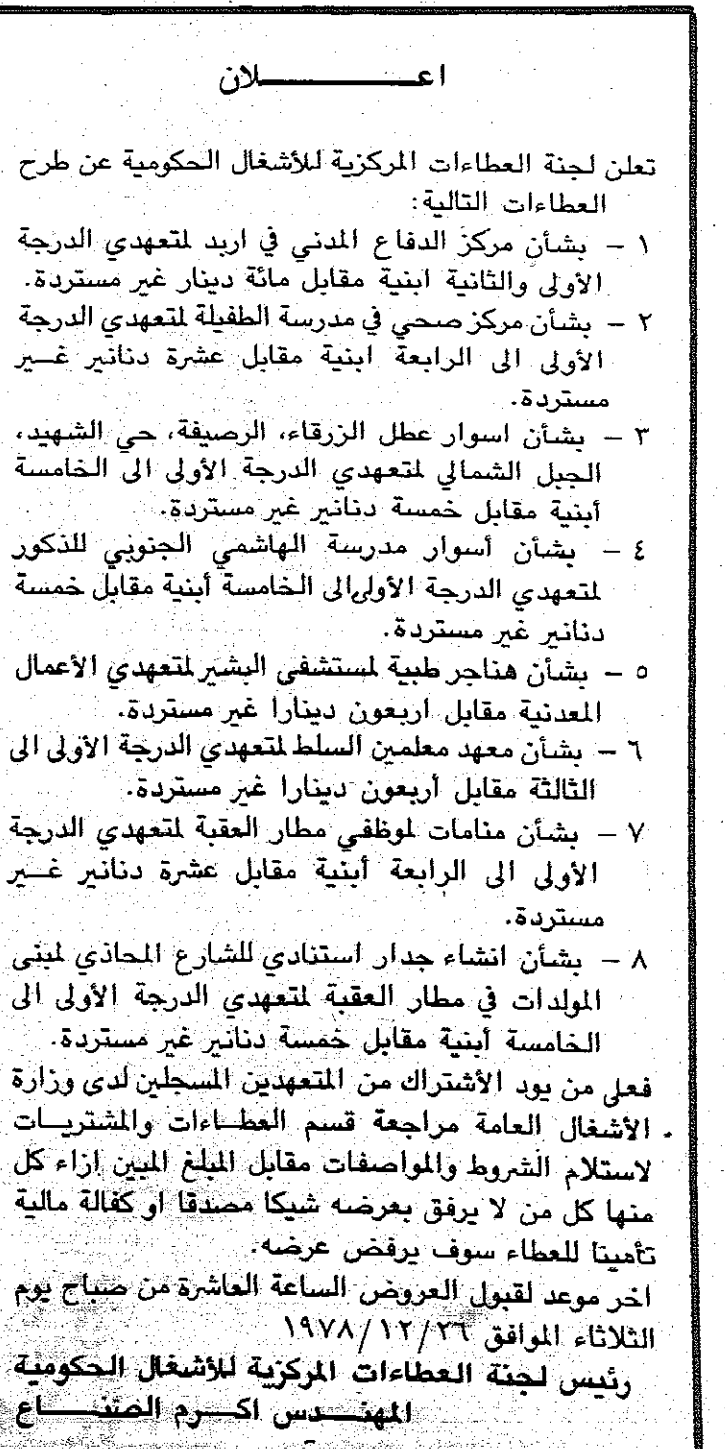 اعـــــــــلان
تعلن لجنة العطاءات المركزية للأشغال الحكومية عن طرح
العطاءات التالية:
١ – بشأن مركز الدفاع المدني في اربد لمتعهدي الدرجة
الأولى والثانية ابنية مقابل مائة دينار غير مستردة.
٢ – بشأن مركز صحي في مدرسة الطفيلة لمتعهدي الدرجة
الأولى الى الرابعة ابنية مقابل عشرة دنانير غـــير
مستردة.
٣ – بشأن اسوار عطل الزرقاء، الرصيفة، حي الشهيد،
الجبل الشمالي لمتعهدي الدرجة الأولى الى الخامسة
أبنية مقابل خمسة دنانير غير مستردة.
٤ – بشأن أسوار مدرسة الهاشمي الجنوبي للذكور
لمتعهدي الدرجة الأولى الى الخامسة أبنية مقابل خمسة
دنانير غير مستردة.
٥ – بشأن هناجر طبية لمستشفى البشير لمتعهدي الأعمال
المعدنية مقابل اربعون دينارا غير مستردة.
٦ – بشأن معهد معلمين السلط لمتعهدي الدرجة الأولى الى
الثالثة مقابل أربعون دينارا غير مستردة.
٧ – بشأن منامات لموظفي مطار العقبة لمتعهدي الدرجة
الأولى الى الرابعة أبنية مقابل عشرة دنانير غـــير
مستردة.
٨ – بشأن انشاء جدار استنادي للشارع المحاذي لمبنى
المولدات في مطار العقبة لمتعهدي الدرجة الأولى الى
الخامسة أبنية مقابل خمسة دنانير غير مستردة.
فعلى من يود الأشتراك من المتعهدين المسجلين لدى وزارة
الأشغال العامة مراجعة قسم العطــاءات والمشتريــات
لاستلام الشروط والمواصفات مقابل المبلغ المبين ازاء كل
منها كل من لا يرفق بعرضه شيكا مصدقا او كفالة مالية
تأمينا للعطاء سوف يرفض عرضه.
اخر موعد لقبول العروض الساعة العاشرة من صباح يوم
الثلاثاء الموافق ١٩٧٨/١٢/٢٦
رئيس لجنة العطاءات المركزية للأشغال الحكومية
المهنـــدس اكـــرم الصنـــاع